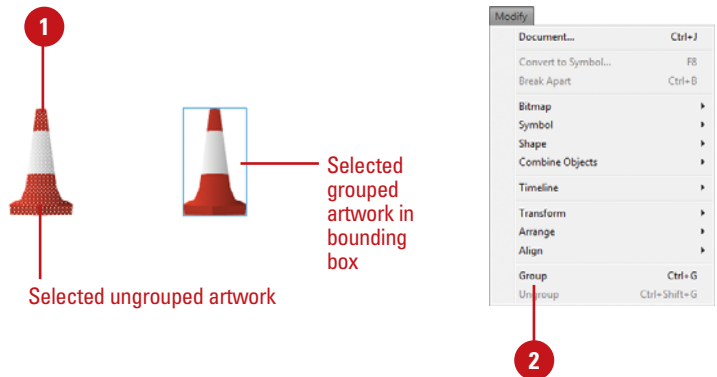 1
Selected
grouped
artwork in
bounding
box
Selected ungrouped artwork
Modify
Document... Ctrl+J
Convert to Symbol... F8
Break Apart Ctrl+B
Bitmap
Symbol
Shape
Combine Objects
Timeline
Transform
Arrange
Align
Group Ctrl+G
Ungroup Ctrl+Shift+G
2